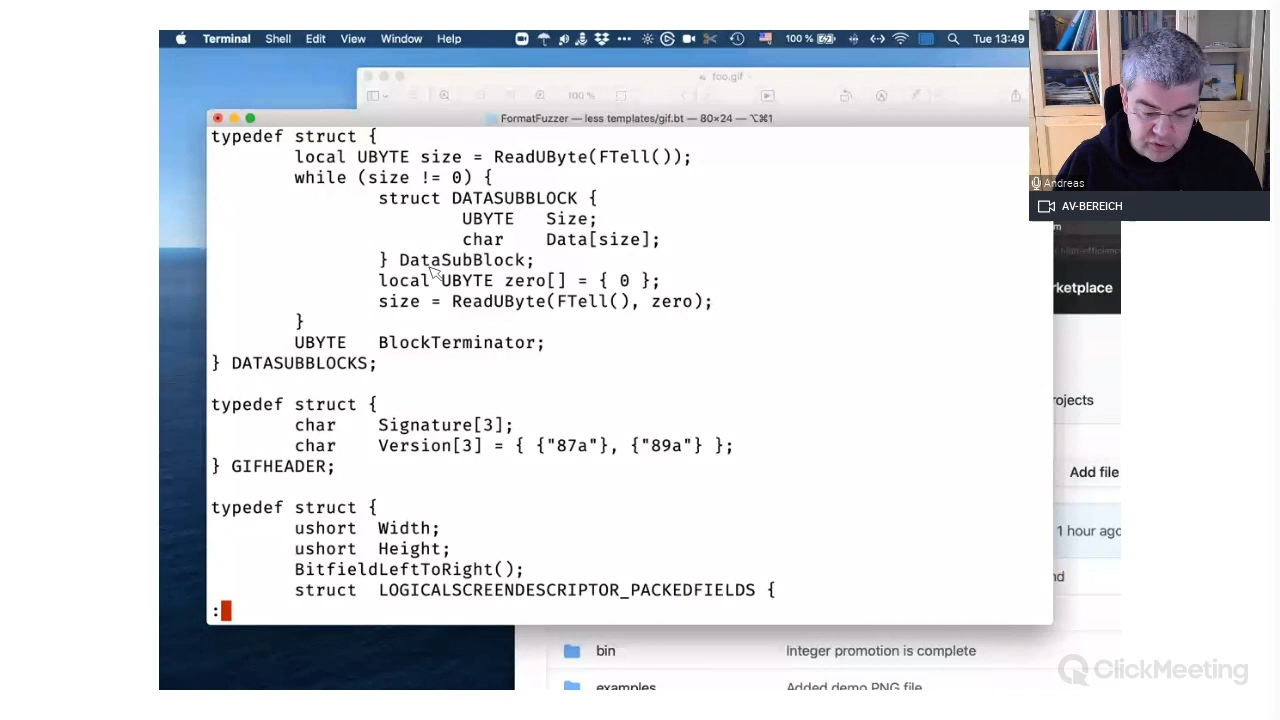 Terminal Shell Edit View Window Help 100 % Tue 13:49
foo.gif
100 %
FormatFuzzer — less templates/gif.bt — 80×24 — ⌥⌘1
typedef struct {
local UBYTE size = ReadUByte(FTell());
while (size != 0) {
struct DATASUBBLOCK {
UBYTE Size;
char Data[size];
} DataSubBlock;
local UBYTE zero[] = { 0 };
size = ReadUByte(FTell(), zero);
}
UBYTE BlockTerminator;
} DATASUBBLOCKS;
typedef struct {
char Signature[3];
char Version[3] = { {"87a"}, {"89a"} };
} GIFHEADER;
typedef struct {
ushort Width;
ushort Height;
BitfieldLeftToRight();
struct LOGICALSCREENDESCRIPTOR_PACKEDFIELDS {
:
Andreas
AV-BEREICH
m
rketplace
rojects
Add file
1 hour ago
nd
bin Integer promotion is complete
examples Added demo PNG file
ClickMeeting